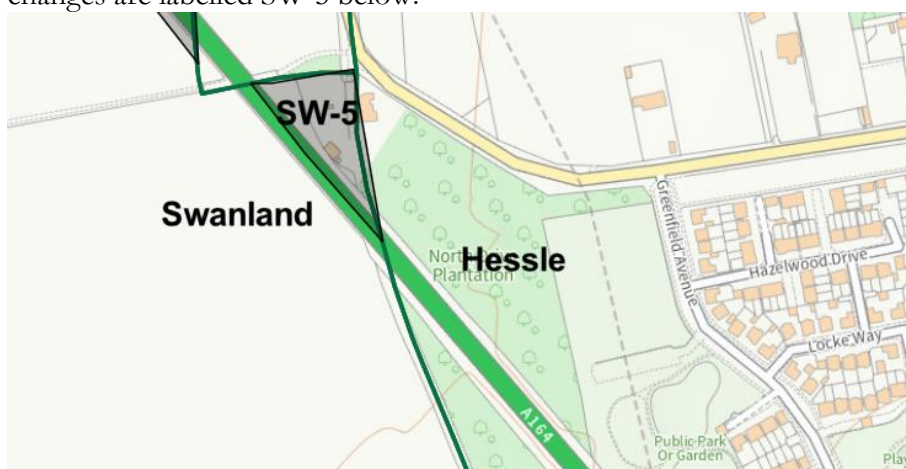 changes are labelled SW-5 below.
SW-5
Swanland
Hessle
Plantation
Greenfield Avenue
Hazelwood Drive
Locke Way
A164
Public Park
Or Garden